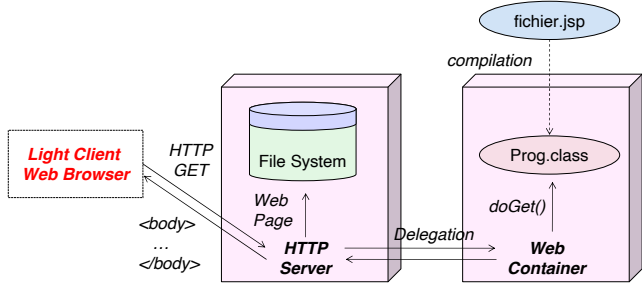 fichier.jsp
compilation
File System
Prog.class
Light Client
Web Browser
HTTP
GET
Web
Page
doGet()
<body>
...
</body>
HTTP
Server
Delegation
Web
Container